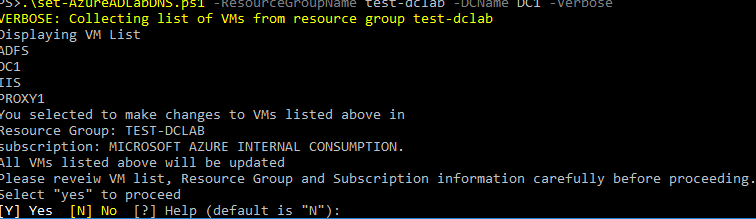 PS>.\set-AzureADLabDNS.ps1 -ResourceGroupName test-dclab -DCName DC1 -Verbose
VERBOSE: Collecting list of VMs from resource group test-dclab
Displaying VM List
ADFS
DC1
IIS
PROXY1
You selected to make changes to VMs listed above in
Resource Group: TEST-DCLAB
subscription: MICROSOFT AZURE INTERNAL CONSUMPTION.
All VMs listed above will be updated
Please reveiw VM list, Resource Group and Subscription information carefully before proceeding.
Select "yes" to proceed
[Y] Yes  [N] No  [?] Help (default is "N"):